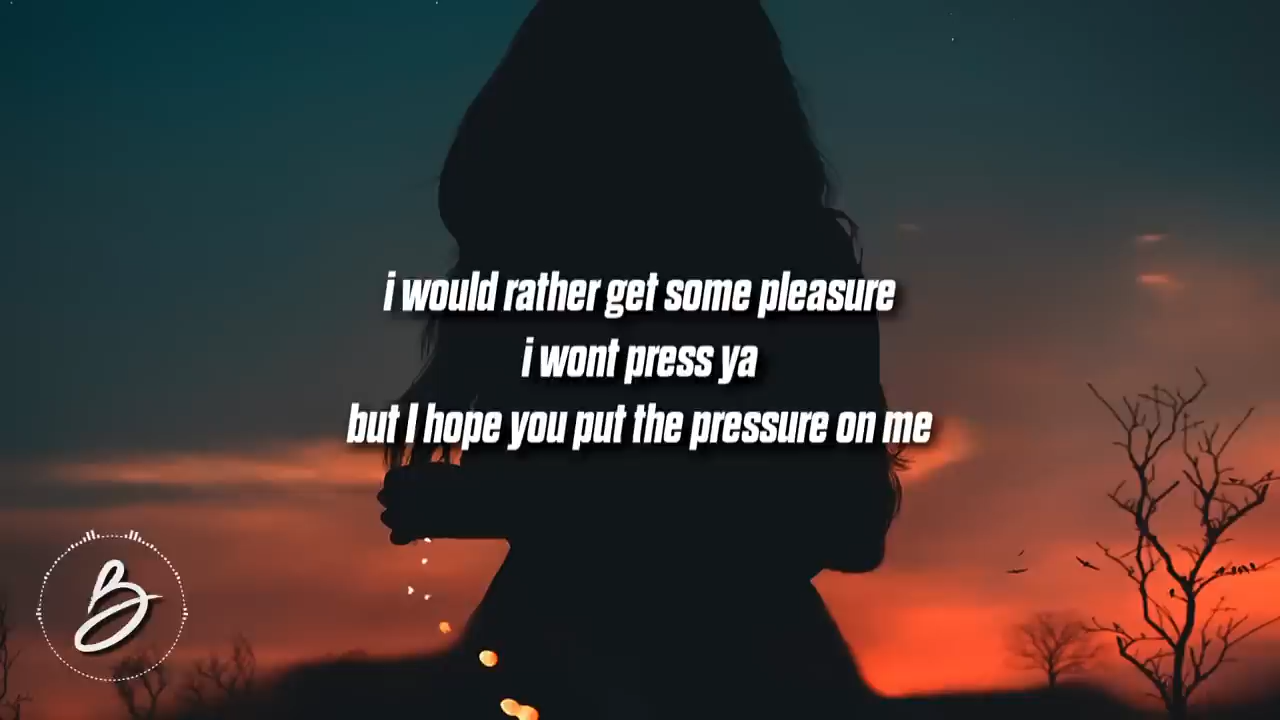 i would rather get some pleasure
i wont press ya
but I hope you put the pressure on me
B